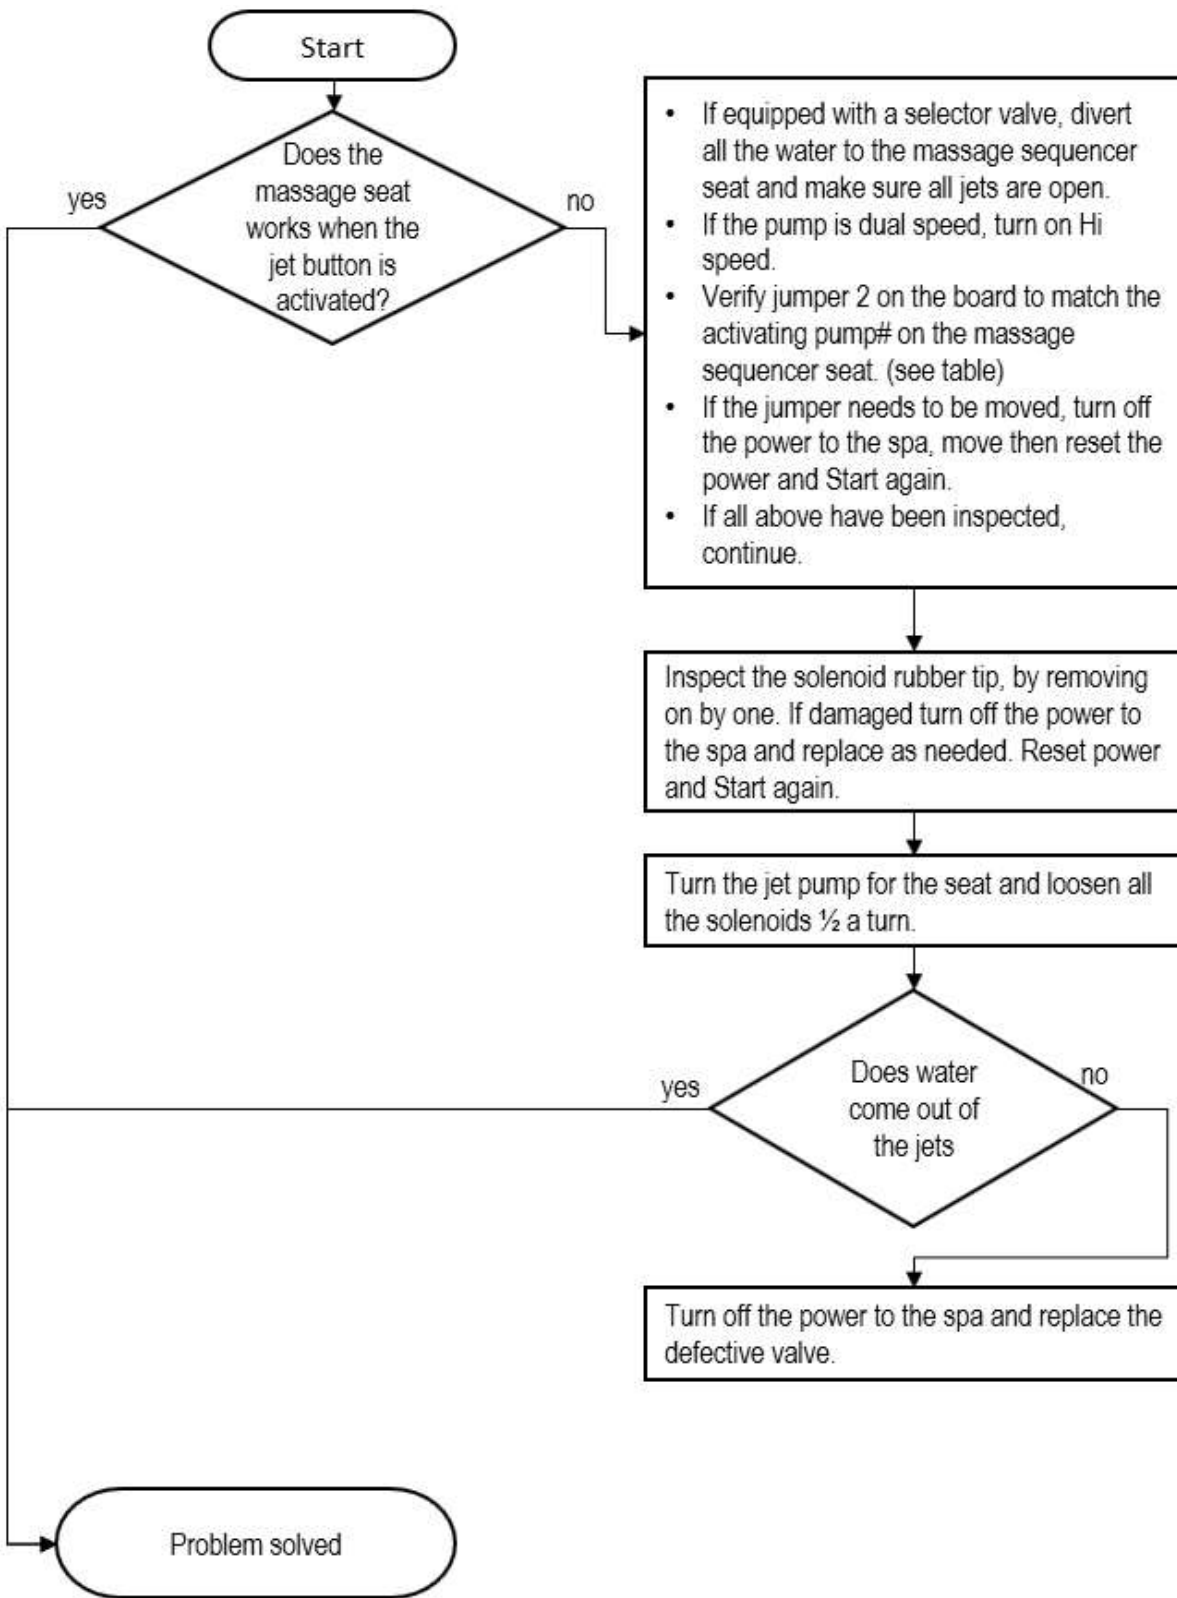 Start
Does the
massage seat
works when the
jet button is
activated?
yes
no
• If equipped with a selector valve, divert
all the water to the massage sequencer
seat and make sure all jets are open.
• If the pump is dual speed, turn on Hi
speed.
• Verify jumper 2 on the board to match the
activating pump# on the massage
sequencer seat. (see table)
• If the jumper needs to be moved, turn off
the power to the spa, move then reset the
power and Start again.
• If all above have been inspected,
continue.
Inspect the solenoid rubber tip, by removing
on by one. If damaged turn off the power to
the spa and replace as needed. Reset power
and Start again.
Turn the jet pump for the seat and loosen all
the solenoids ½ a turn.
Does water
come out of
the jets
yes
no
Turn off the power to the spa and replace the
defective valve.
Problem solved